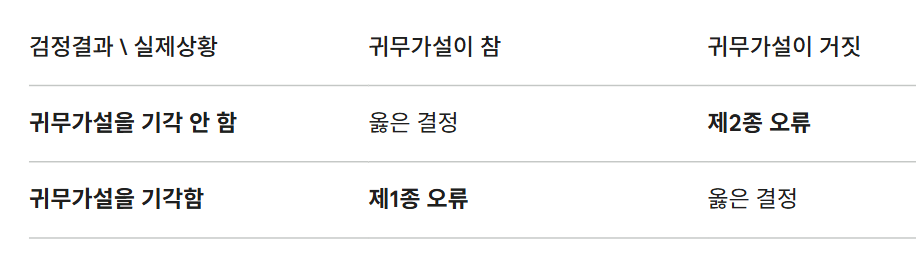 검정결과 \ 실제상황 귀무가설이 참 귀무가설이 거짓
귀무가설을 기각 안 함 옳은 결정 제2종 오류
귀무가설을 기각함 제1종 오류 옳은 결정